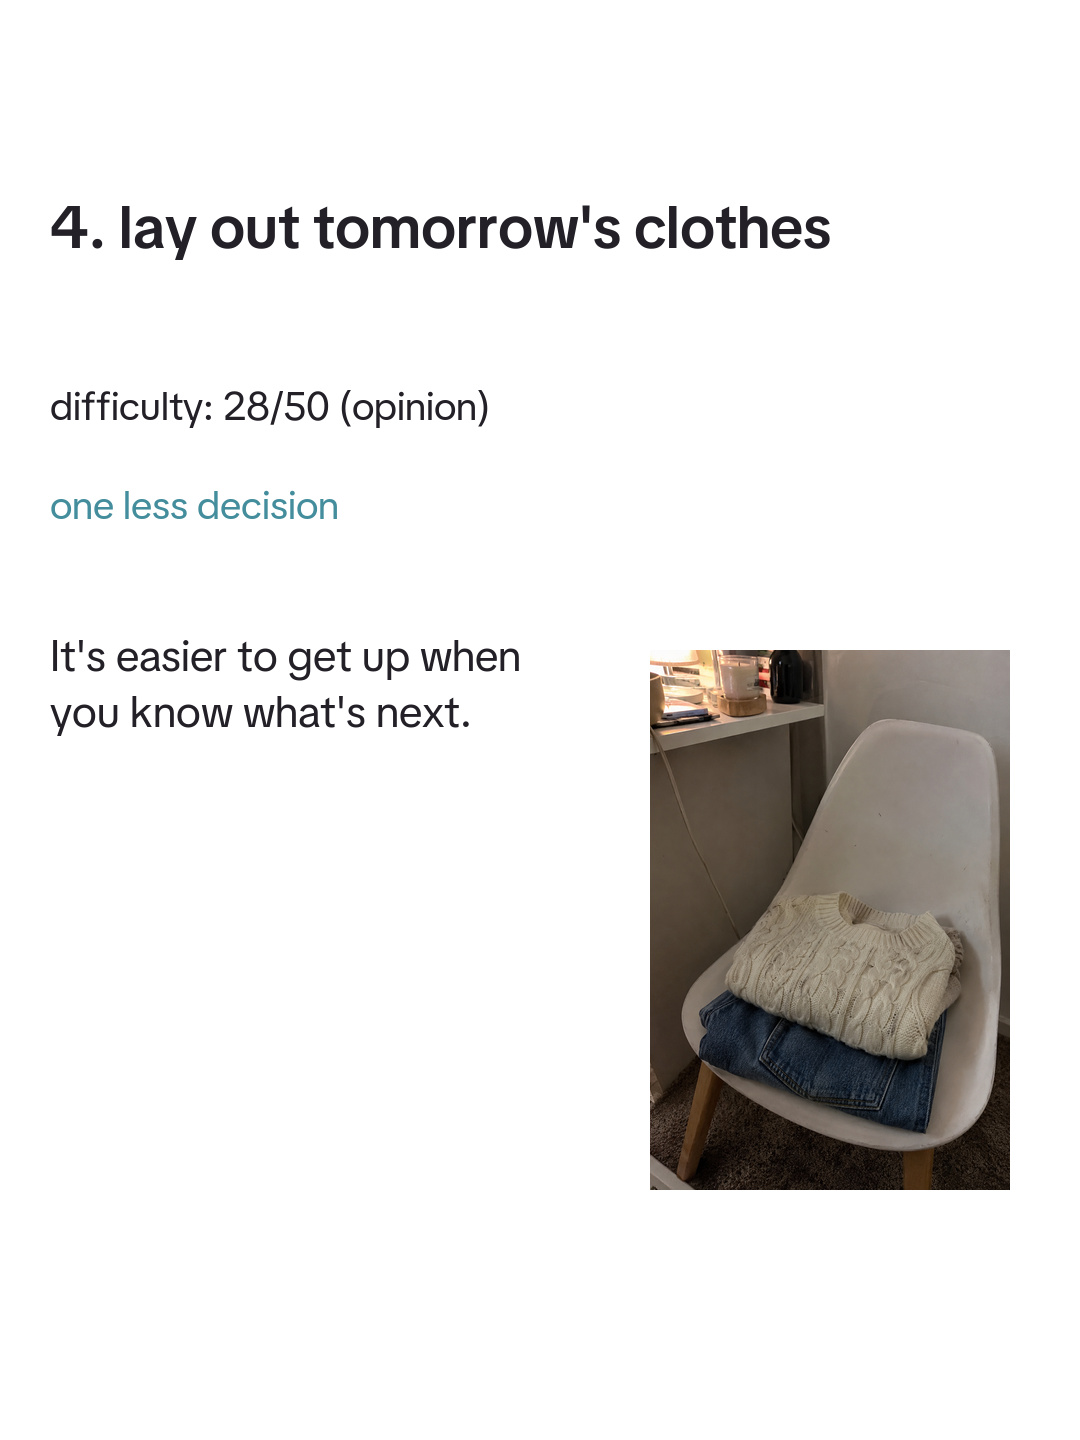 4. lay out tomorrow's clothes
difficulty: 28/50 (opinion)
one less decision
It's easier to get up when
you know what's next.